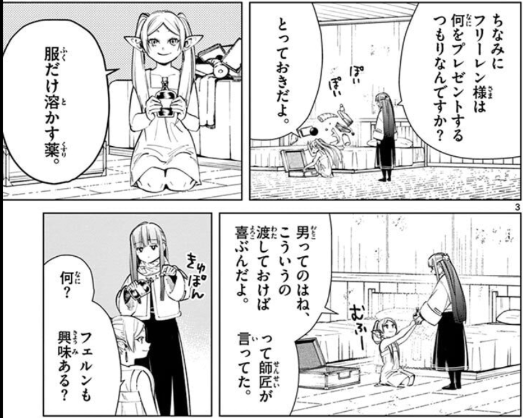 ちなみに
フリーレン様は
何をプレゼントする
つもりなんですか?
ぽい
ぽい
とっておきだよ。
服だけ溶かす薬。
3
男ってのはね、
こういうの
渡しておけば
喜ぶんだよ。
って師匠が
言ってた。
むふー
きゅぽん
何?
フェルンも
興味ある?